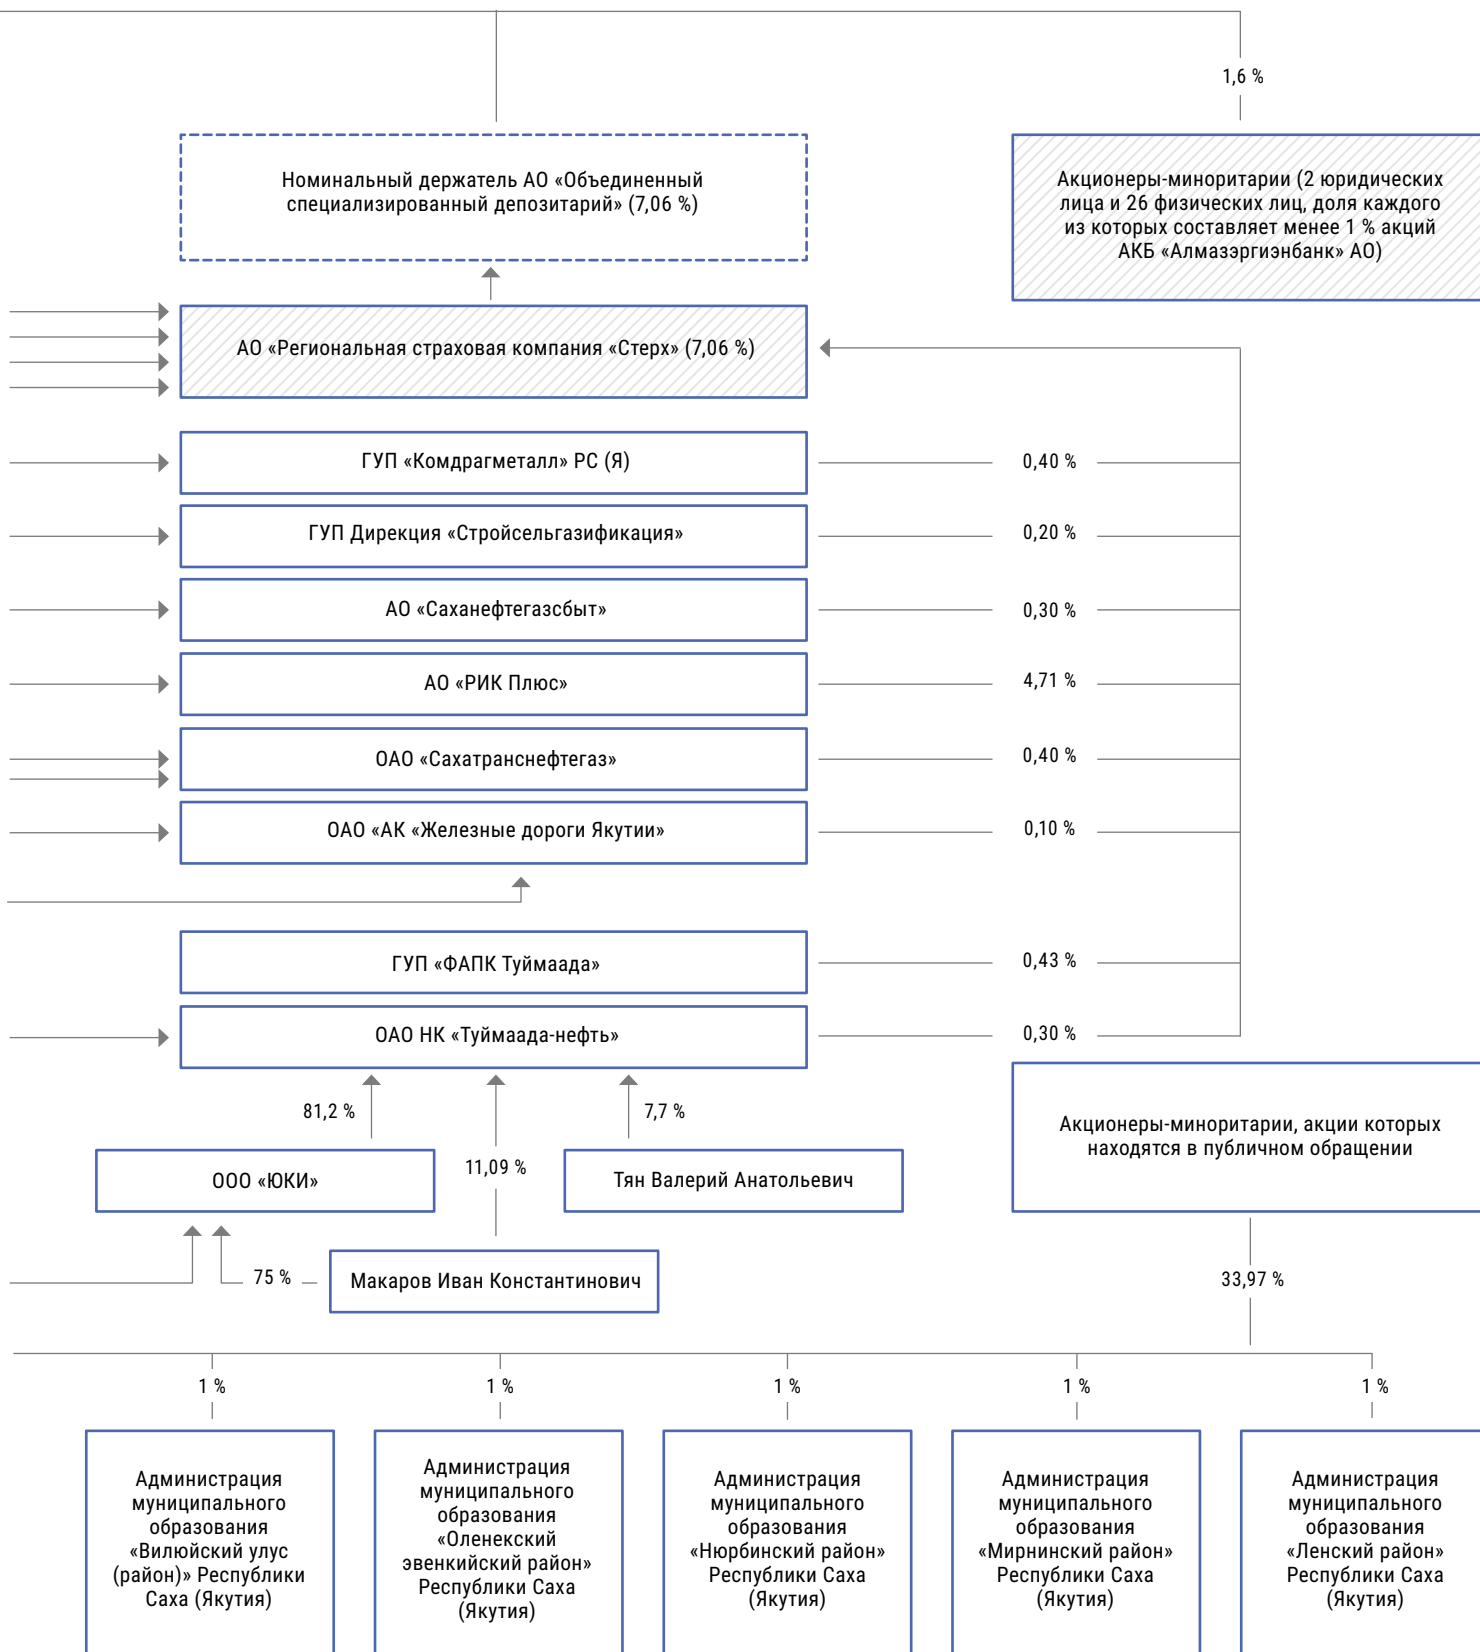 1,6 %
Номинальный держатель АО «Объединенный
специализированный депозитарий» (7,06 %)
Акционеры-миноритарии (2 юридических
лица и 26 физических лиц, доля каждого
из которых составляет менее 1 % акций
АКБ «Алмазэргиэнбанк» АО)
АО «Региональная страховая компания «Стерх» (7,06 %)
ГУП «Комдрагметалл» РС (Я)
0,40 %
ГУП Дирекция «Стройсельгазификация»
0,20 %
АО «Саханефтегазсбыт»
0,30 %
АО «РИК Плюс»
4,71 %
ОАО «Сахатранснефтегаз»
0,40 %
ОАО «АК «Железные дороги Якутии»
0,10 %
ГУП «ФАПК Туймаада»
0,43 %
ОАО НК «Туймаада-нефть»
0,30 %
81,2 %
7,7 %
11,09 %
ООО «ЮКИ»
Тян Валерий Анатольевич
Акционеры-миноритарии, акции которых
находятся в публичном обращении
75 %
Макаров Иван Константинович
33,97 %
1 %
1 %
1 %
1 %
1 %
Администрация
муниципального
образования
«Вилюйский улус
(район)» Республики
Саха (Якутия)
Администрация
муниципального
образования
«Оленекский
эвенкийский район»
Республики Саха
(Якутия)
Администрация
муниципального
образования
«Нюрбинский район»
Республики Саха
(Якутия)
Администрация
муниципального
образования
«Мирнинский район»
Республики Саха
(Якутия)
Администрация
муниципального
образования
«Ленский район»
Республики Саха
(Якутия)